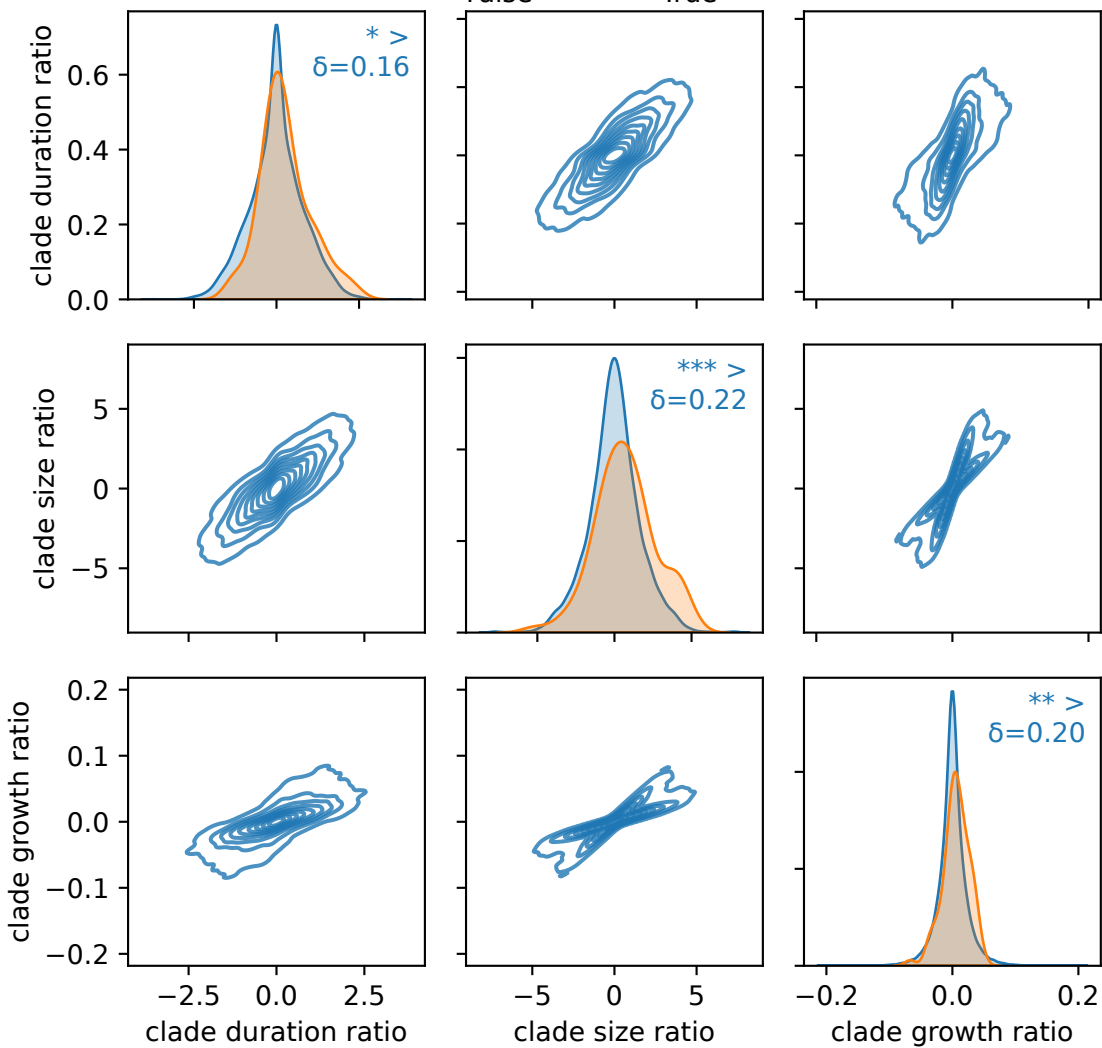 clade duration ratio
0.6
0.4
0.2
0.0
* >
δ=0.16
clade size ratio
5
0
−5
*** >
δ=0.22
clade growth ratio
0.2
0.1
0.0
−0.1
−0.2
** >
δ=0.20
−2.5 0.0 2.5
−5 0 5
−0.2 0.0 0.2
clade duration ratio
clade size ratio
clade growth ratio